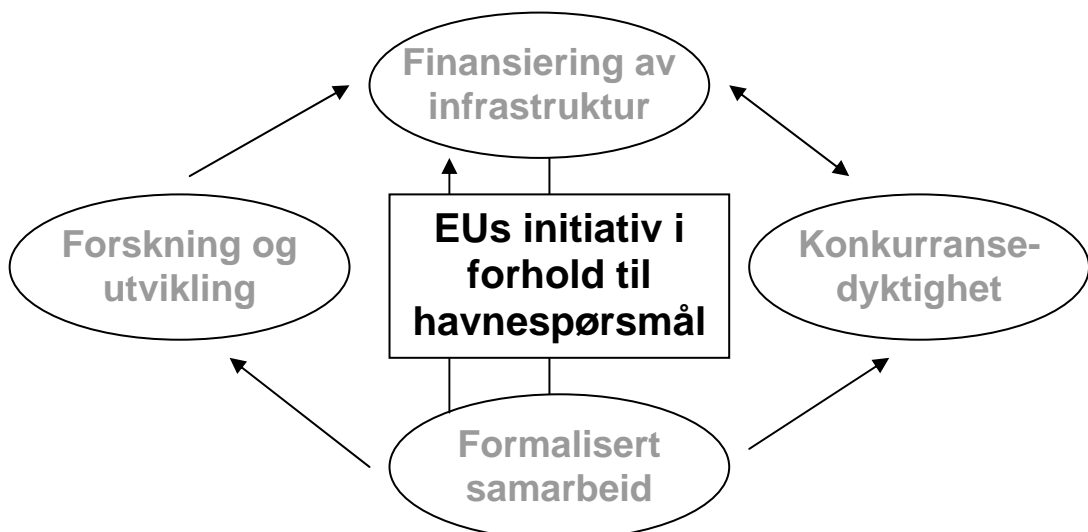 Finansiering av
infrastruktur
Forskning og
utvikling
EUs initiativ i
forhold til
havnespørsmål
Konkurranse-
dyktighet
Formalisert
samarbeid